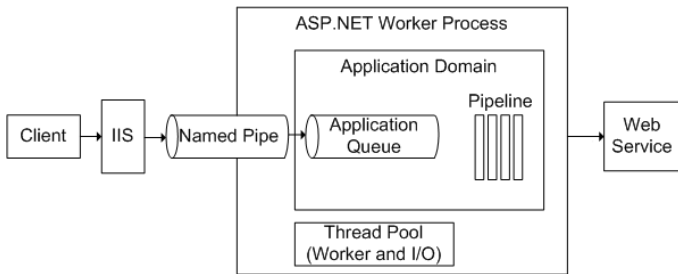 ASP.NET Worker Process
Application Domain
Pipeline
Client
IIS
Named Pipe
Application
Queue
Web
Service
Thread Pool
(Worker and I/O)